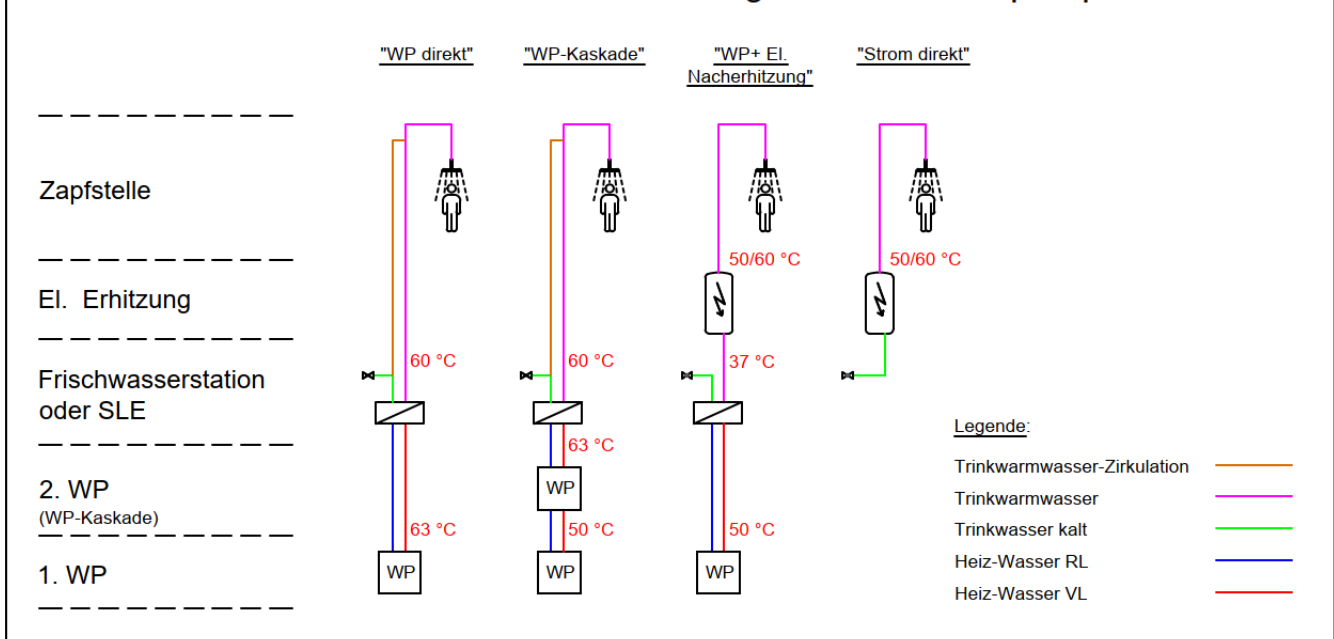 "WP direkt"
"WP-Kaskade"
"WP+ El.
Nacherhitzung"
"Strom direkt"
Zapfstelle
50/60 °C
50/60 °C
El. Erhitzung
60 °C
60 °C
37 °C
Frischwasserstation
oder SLE
63 °C
2. WP
(WP-Kaskade)
WP
63 °C
50 °C
50 °C
1. WP
WP
WP
WP
Legende:
Trinkwarmwasser-Zirkulation
Trinkwarmwasser
Trinkwasser kalt
Heiz-Wasser RL
Heiz-Wasser VL